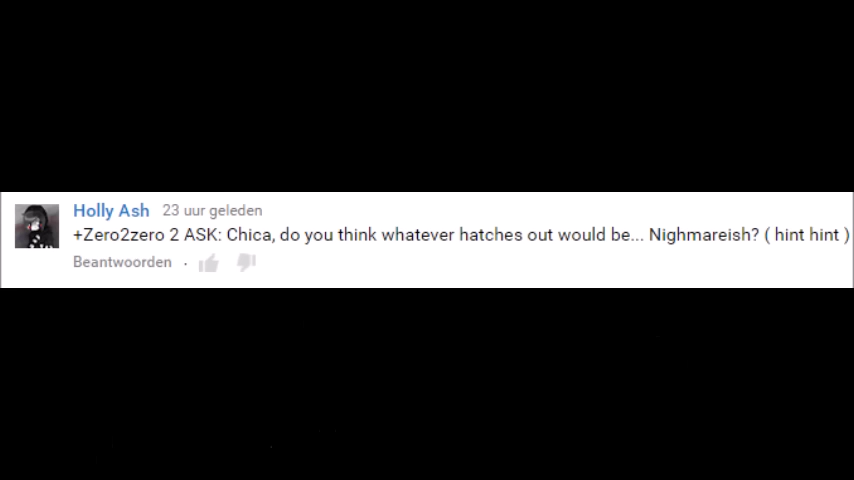 Holly Ash 23 uur geleden
+Zero2zero 2 ASK: Chica, do you think whatever hatches out would be... Nighmareish? ( hint hint )
Beantwoorden ·